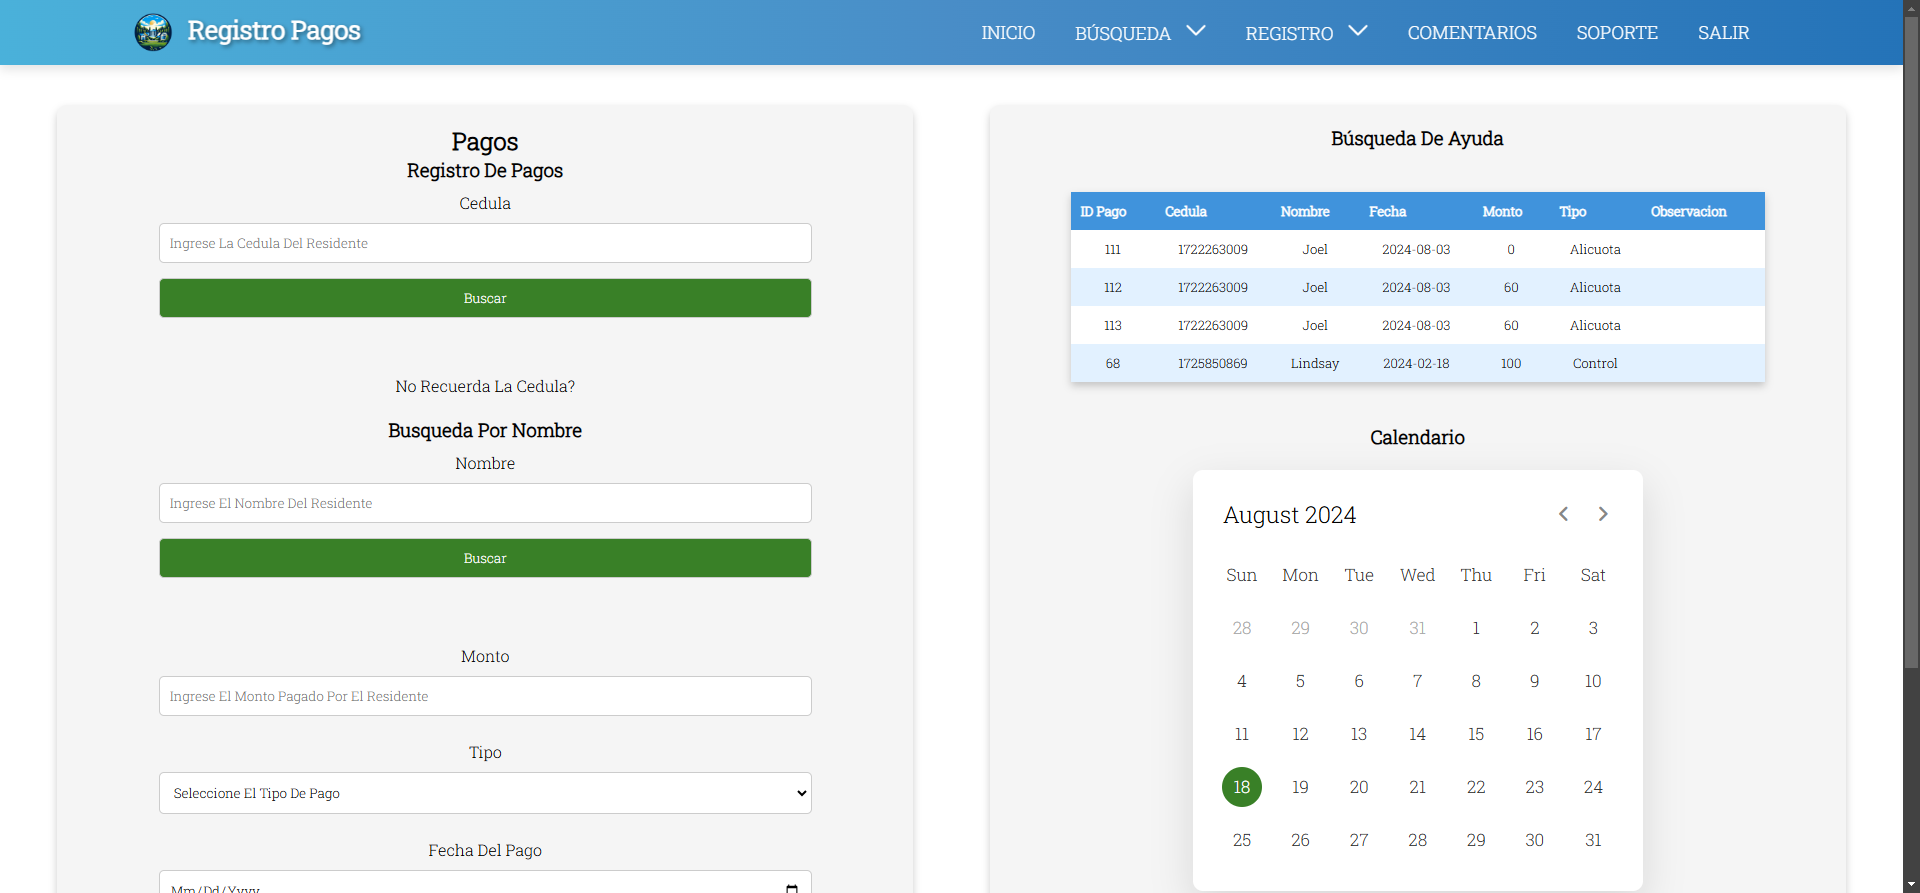 Registro Pagos
INICIO BÚSQUEDA REGISTRO COMENTARIOS SOPORTE SALIR
Pagos
Registro De Pagos
Cedula
Ingrese La Cedula Del Residente
Buscar
No Recuerda La Cedula?
Busqueda Por Nombre
Nombre
Ingrese El Nombre Del Residente
Buscar
Monto
Ingrese El Monto Pagado Por El Residente
Tipo
Seleccione El Tipo De Pago
Fecha Del Pago
Mm/Dd/Yyyy
Búsqueda De Ayuda
ID Pago Cedula Nombre Fecha Monto Tipo Observacion
111 1722263009 Joel 2024-08-03 0 Alicuota
112 1722263009 Joel 2024-08-03 60 Alicuota
113 1722263009 Joel 2024-08-03 60 Alicuota
68 1725850869 Lindsay 2024-02-18 100 Control
Calendario
August 2024
Sun Mon Tue Wed Thu Fri Sat
28 29 30 31 1 2 3
4 5 6 7 8 9 10
11 12 13 14 15 16 17
18 19 20 21 22 23 24
25 26 27 28 29 30 31